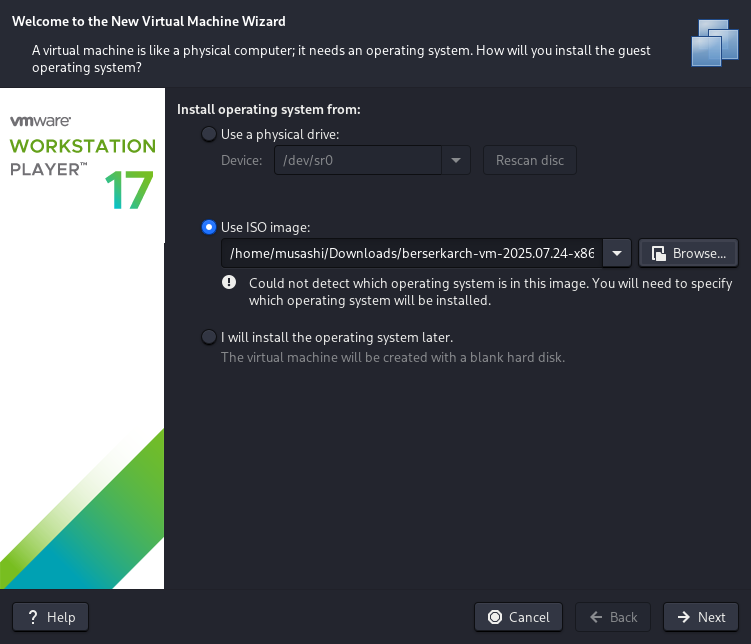 Welcome to the New Virtual Machine Wizard
A virtual machine is like a physical computer; it needs an operating system. How will you install the guest
operating system?
vmware
WORKSTATION
PLAYER™
17
Install operating system from:
Use a physical drive:
Device: /dev/sr0 Rescan disc
Use ISO image:
/home/musashi/Downloads/berserkarch-vm-2025.07.24-x86 Browse...
Could not detect which operating system is in this image. You will need to specify
which operating system will be installed.
I will install the operating system later.
The virtual machine will be created with a blank hard disk.
? Help Cancel Back Next